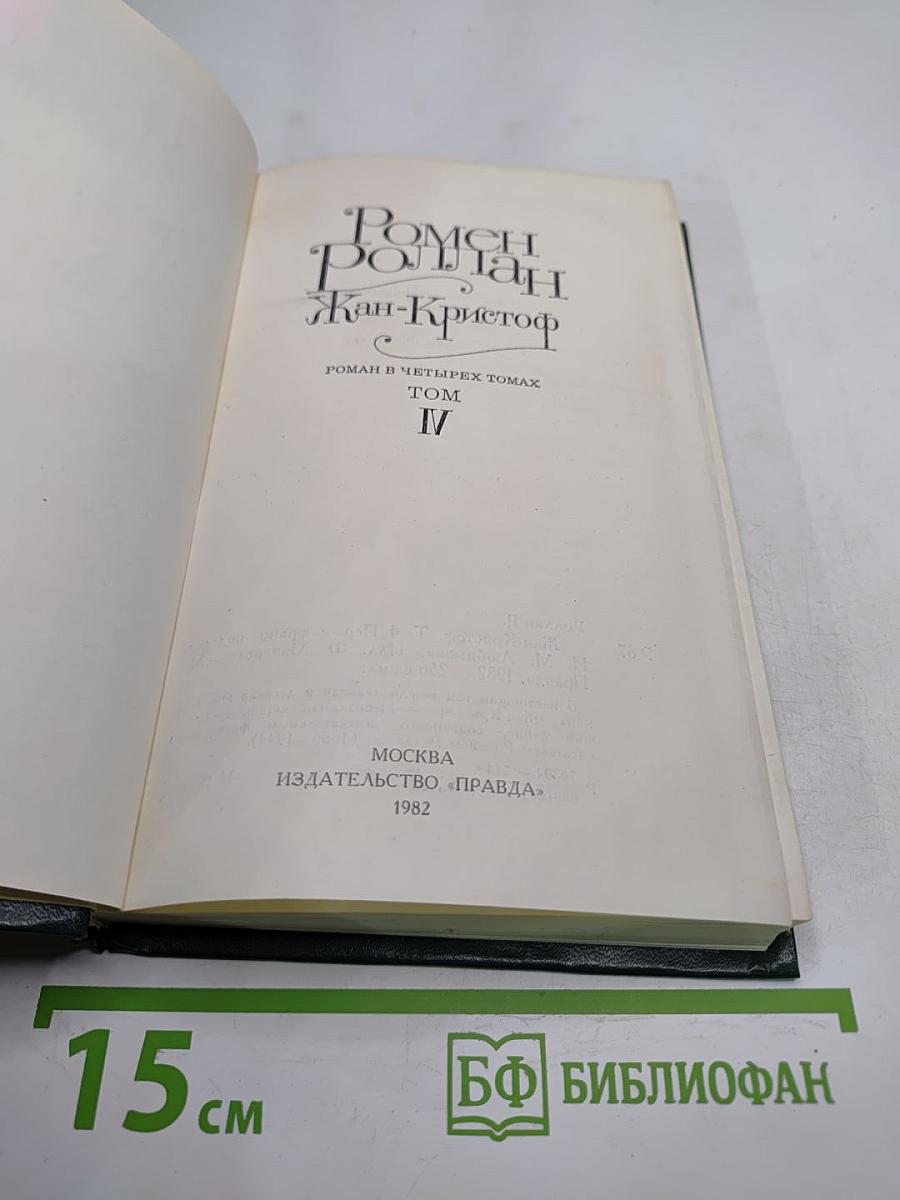 Ромен
Роллан
Жан-Кристоф
РОМАН В ЧЕТЫРЕХ ТОМАХ
ТОМ
IV
МОСКВА
ИЗДАТЕЛЬСТВО «ПРАВДА»
1982
15 см
БФ БИБЛИОФАН